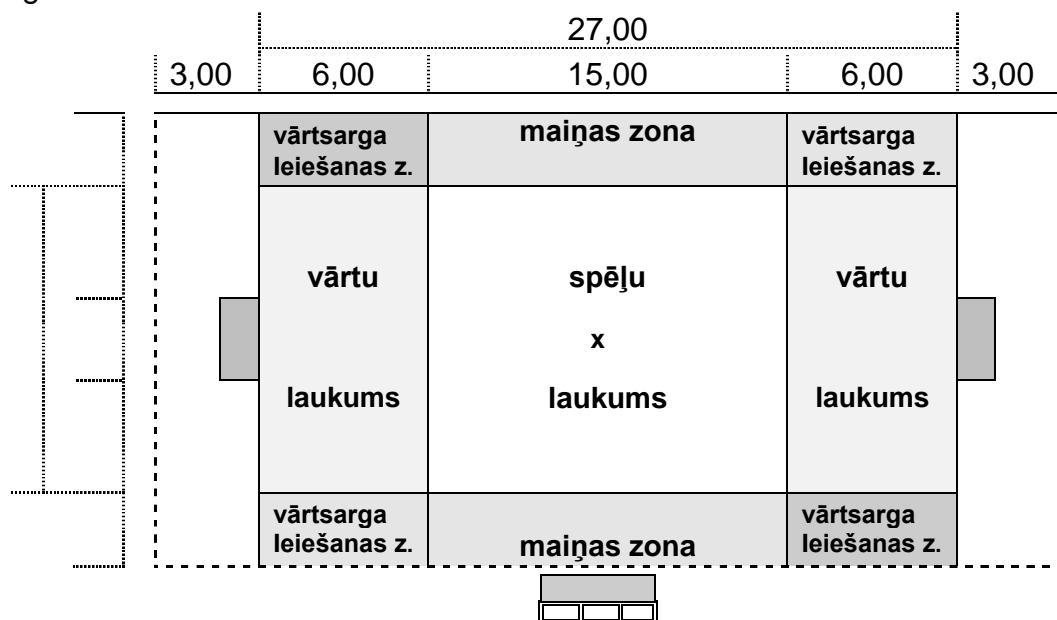 27,00
3,00 6,00 15,00 6,00 3,00
vārtsarga
leiešanas z.
maiņas zona
vārtsarga
leiešanas z.
vārtu
laukums
spēļu
x
laukums
vārtu
laukums
vārtsarga
leiešanas z.
maiņas zona
vārtsarga
leiešanas z.